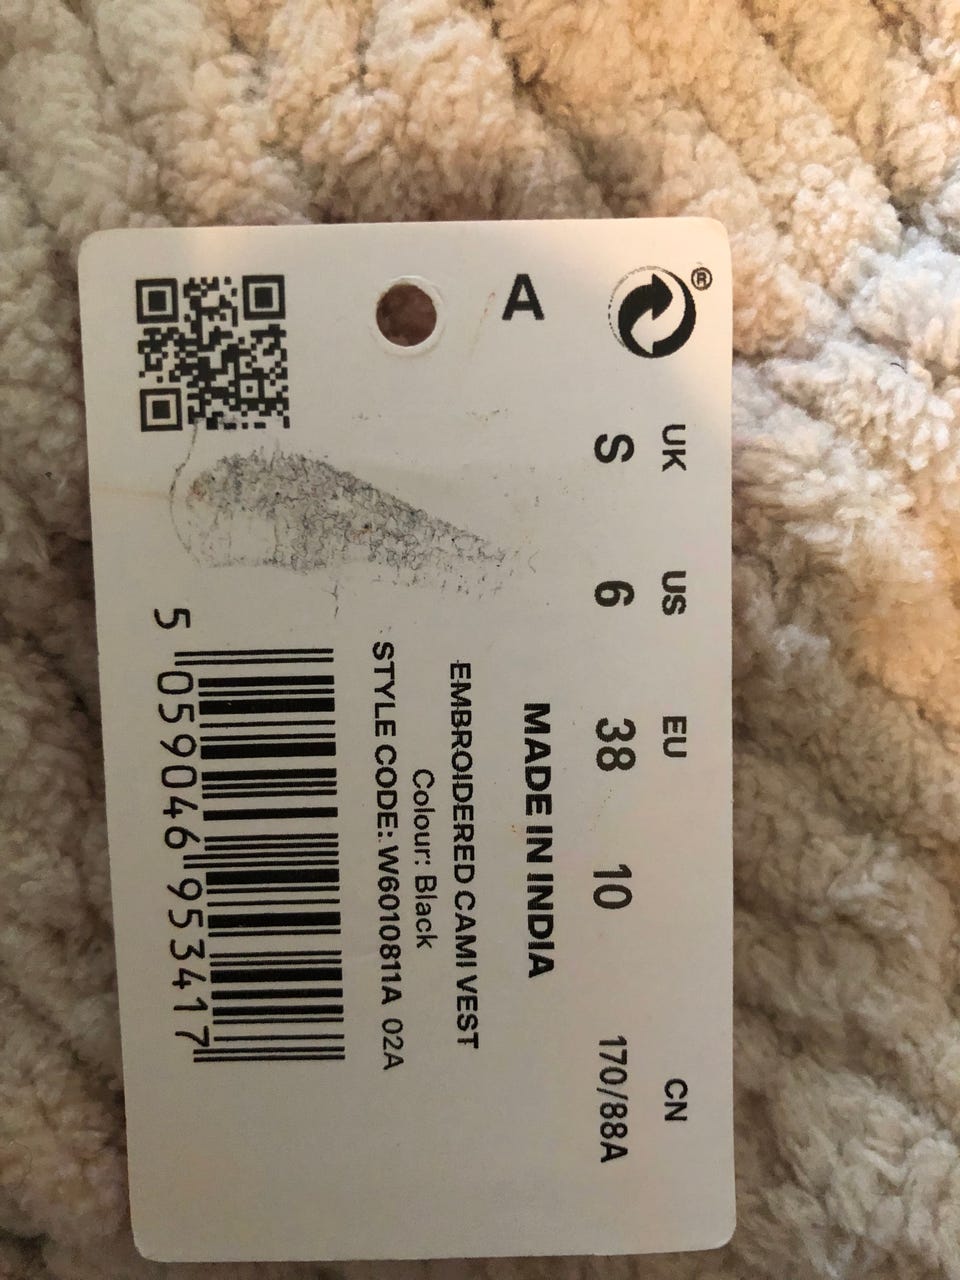 ®
UK US EU CN
S 6 38 10 170/88A
A
MADE IN INDIA
EMBROIDERED CAMI VEST
Colour: Black
STYLE CODE: W6010811A 02A
5 059046 953417